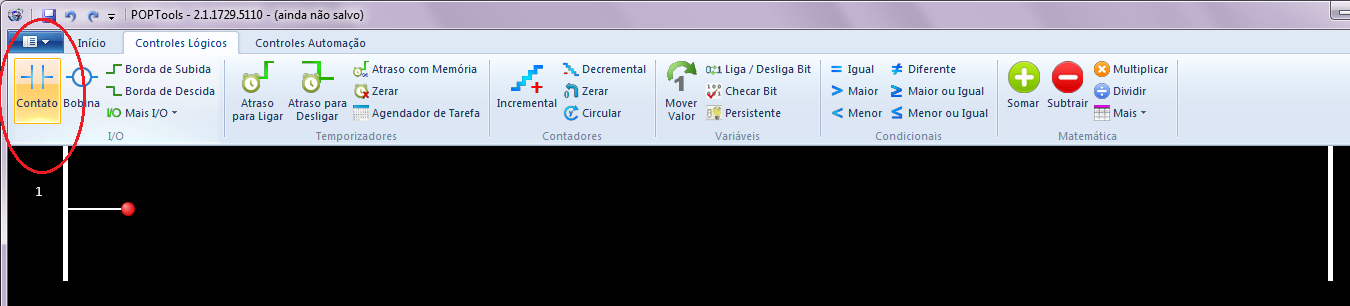 POPTools - 2.1.1729.5110 - (ainda não salvo)
Início Controles Lógicos Controles Automação
Contato
Bobina
Borda de Subida
Borda de Descida
I/O Mais I/O
I/O
Atraso
para Ligar
Atraso para
Desligar
Atraso com Memória
Zerar
Agendador de Tarefa
Temporizadores
Incremental
Decremental
Zerar
Circular
Contadores
1
Mover
Valor
Liga / Desliga Bit
Checar Bit
Persistente
Variáveis
= Igual
> Maior
< Menor
≠ Diferente
≥ Maior ou Igual
≤ Menor ou Igual
Condicionais
Somar
Subtrair
Multiplicar
Dividir
Mais
Matemática
1